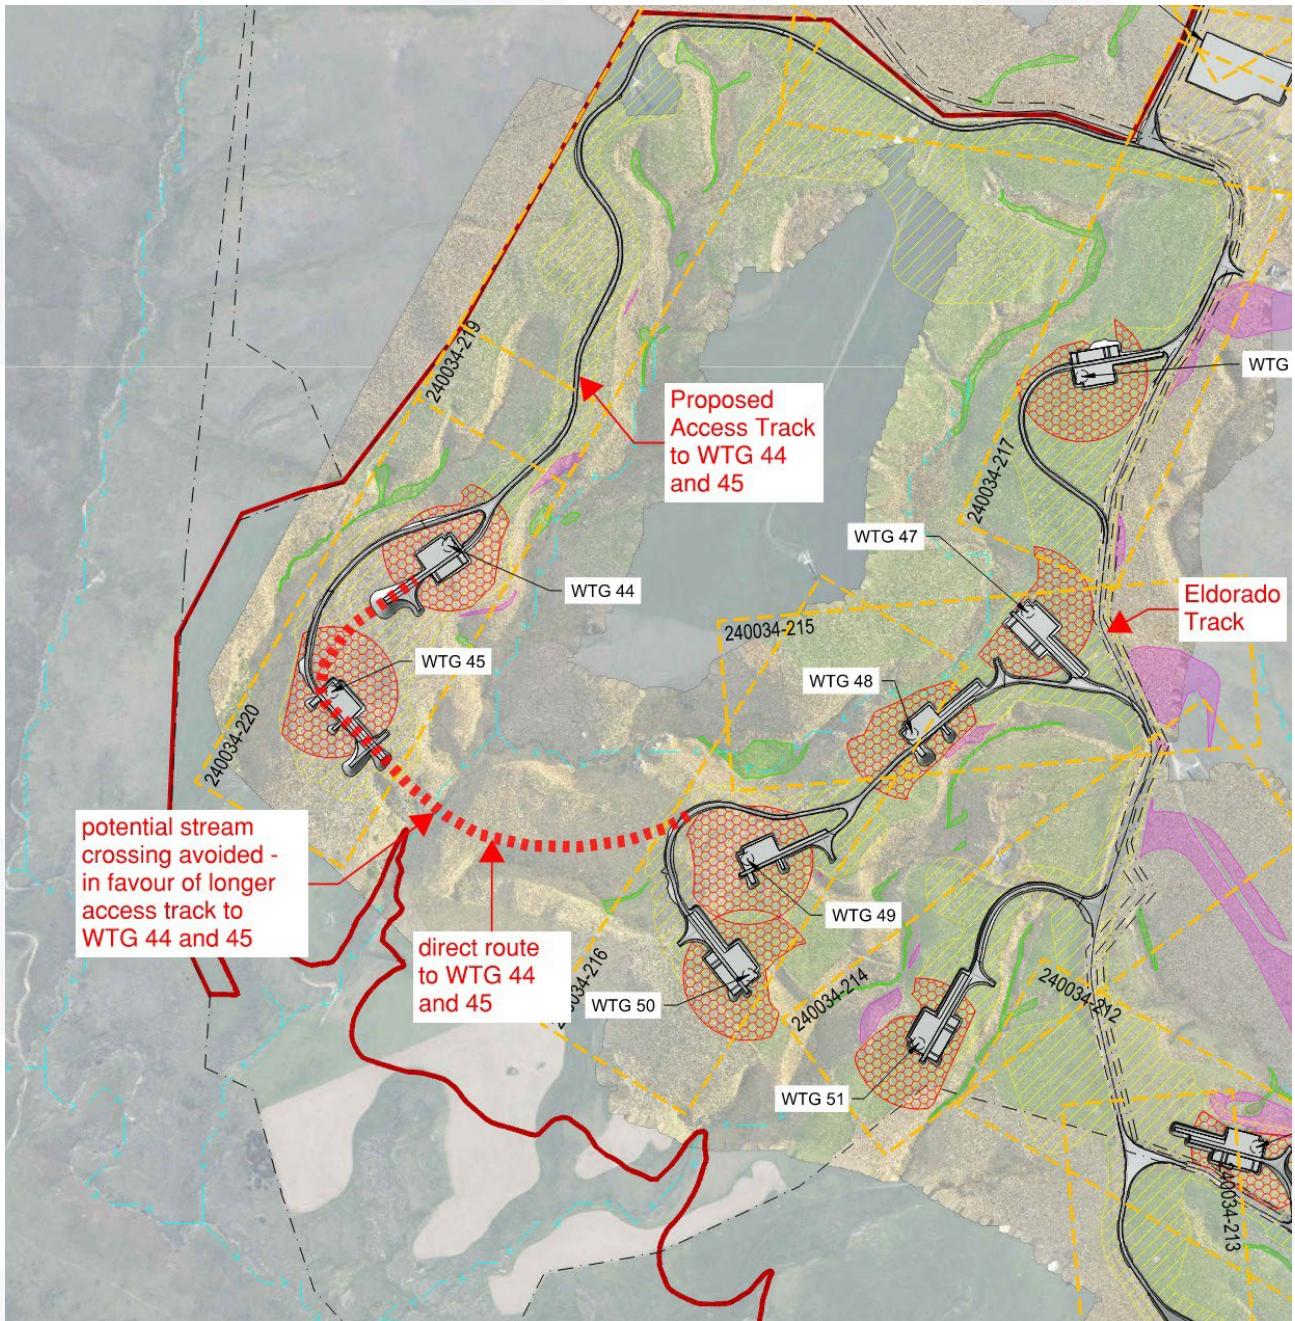 240034-219
Proposed
Access Track
to WTG 44
and 45
WTG
240034-217
WTG 47
WTG 44
Eldorado
Track
240034-215
WTG 45
WTG 48
240034-220
potential stream
crossing avoided -
in favour of longer
access track to
WTG 44 and 45
direct route
to WTG 44
and 45
WTG 49
240034-216
WTG 50
240034-214
240034-212
WTG 51
240034-213